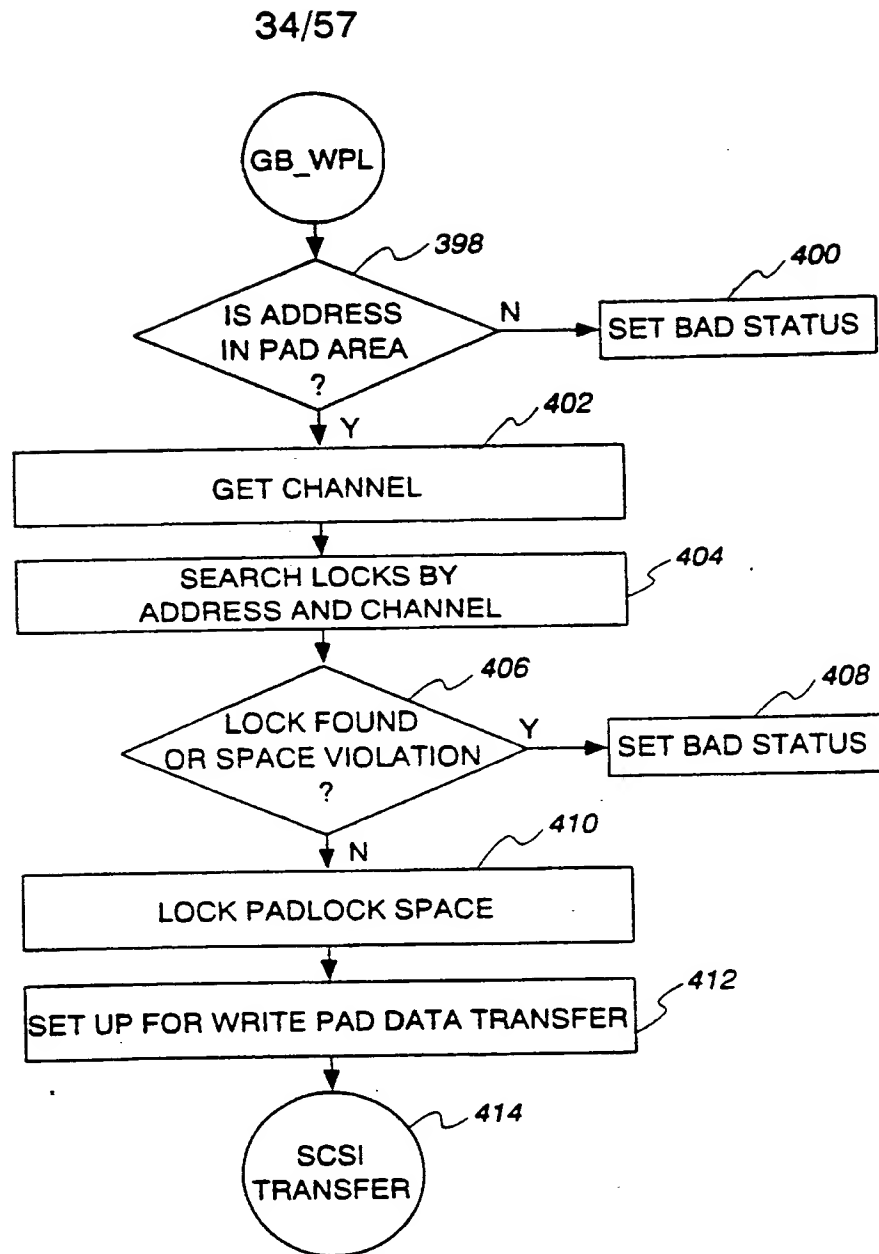 34/57
GB_WPL
398
IS ADDRESS
IN PAD AREA
?
N
400
SET BAD STATUS
Y
402
GET CHANNEL
SEARCH LOCKS BY
ADDRESS AND CHANNEL
404
406
LOCK FOUND
OR SPACE VIOLATION
?
Y
408
SET BAD STATUS
N
410
LOCK PADLOCK SPACE
412
SET UP FOR WRITE PAD DATA TRANSFER
414
SCSI
TRANSFER